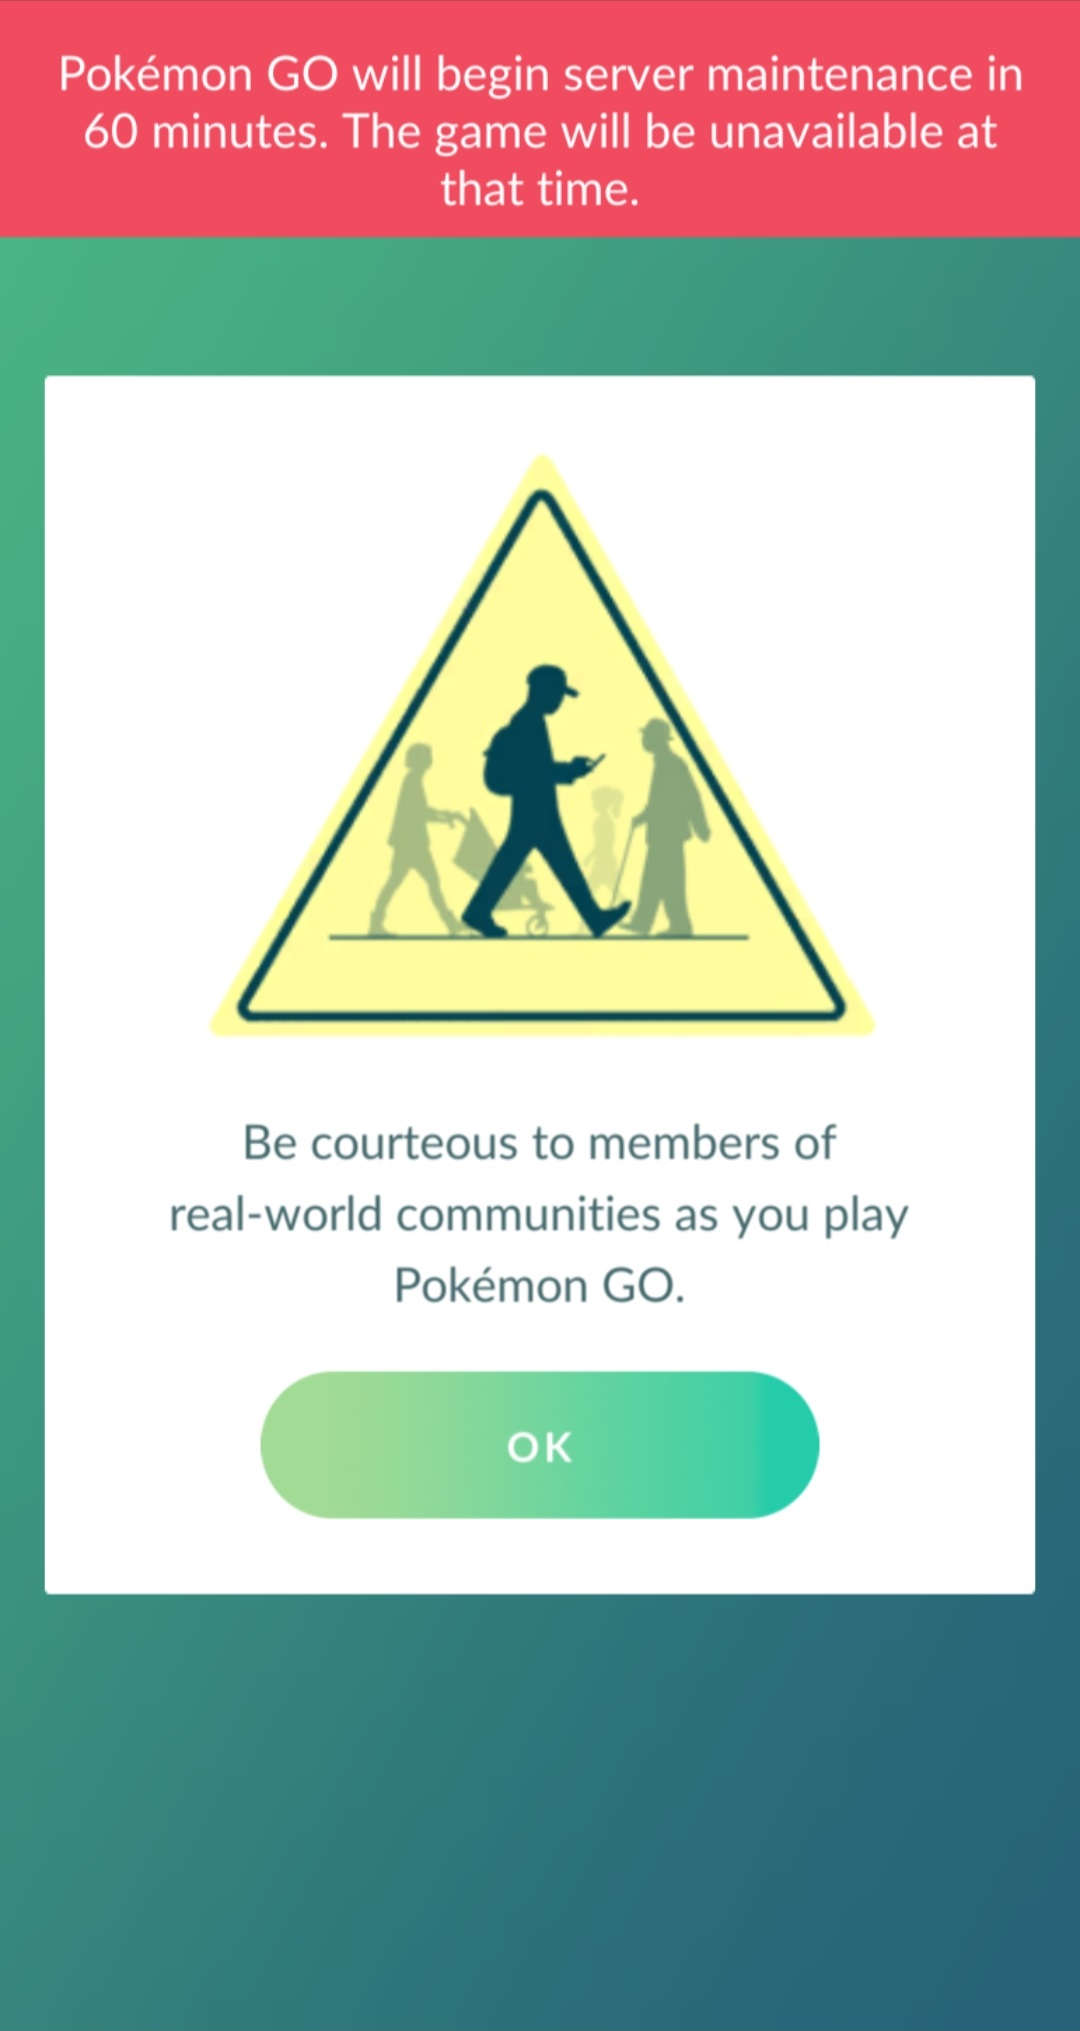 Pokémon GO will begin server maintenance in
60 minutes. The game will be unavailable at
that time.
Be courteous to members of
real-world communities as you play
Pokémon GO.
OK